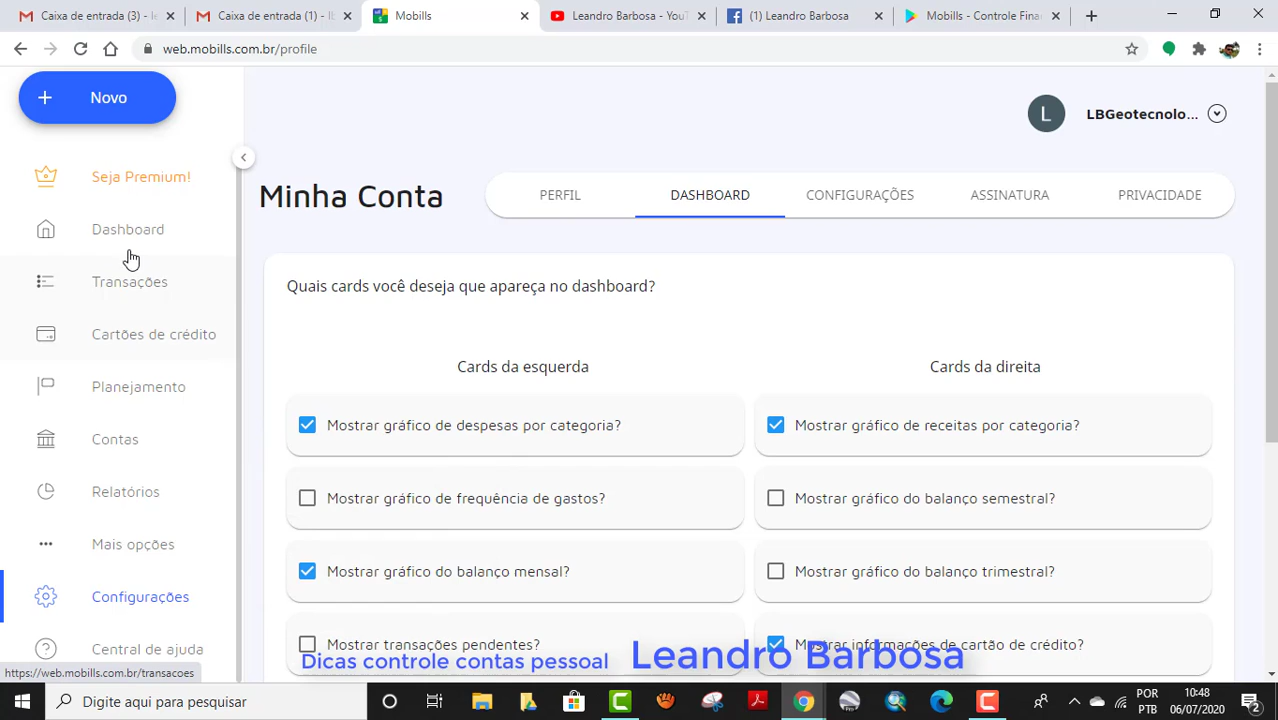 Caixa de entrada (3) - le
Caixa de entrada (1) - lb
Mobills
Leandro Barbosa - YouT
(1) Leandro Barbosa
Mobills - Controle Finan
web.mobills.com.br/profile
Novo
LBGeotecnolo...
L
Seja Premium!
Minha Conta
PERFIL
DASHBOARD
CONFIGURAÇÕES
ASSINATURA
PRIVACIDADE
Dashboard
Transações
Cartões de crédito
Planejamento
Contas
Relatórios
Mais opções
Configurações
Central de ajuda
Quais cards você deseja que apareça no dashboard?
Cards da esquerda
Cards da direita
Mostrar gráfico de despesas por categoria?
Mostrar gráfico de receitas por categoria?
Mostrar gráfico de frequência de gastos?
Mostrar gráfico do balanço semestral?
Mostrar gráfico do balanço mensal?
Mostrar gráfico do balanço trimestral?
Mostrar transações pendentes?
Mostrar informações de cartão de crédito?
Dicas controle contas pessoal
Leandro Barbosa
https://web.mobills.com.br/transacoes
Digite aqui para pesquisar
POR
PTB
10:48
06/07/2020
2